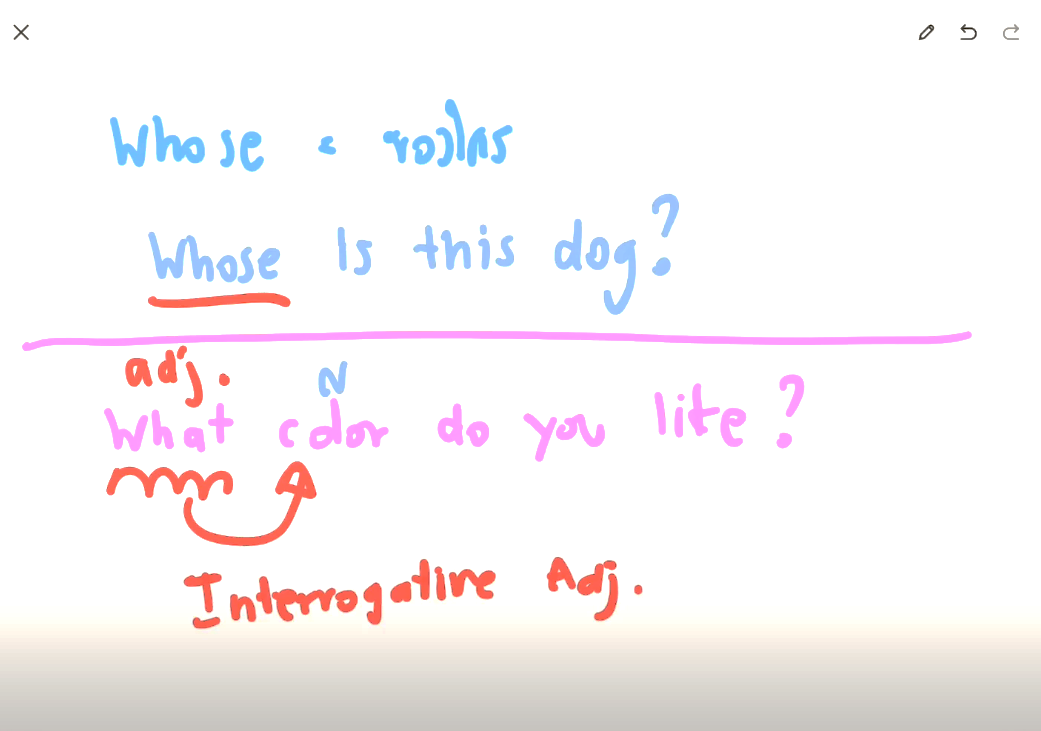 Whose = ของใคร
Whose Is this dog?
adj. N
What color do you like ?
Interrogative Adj.